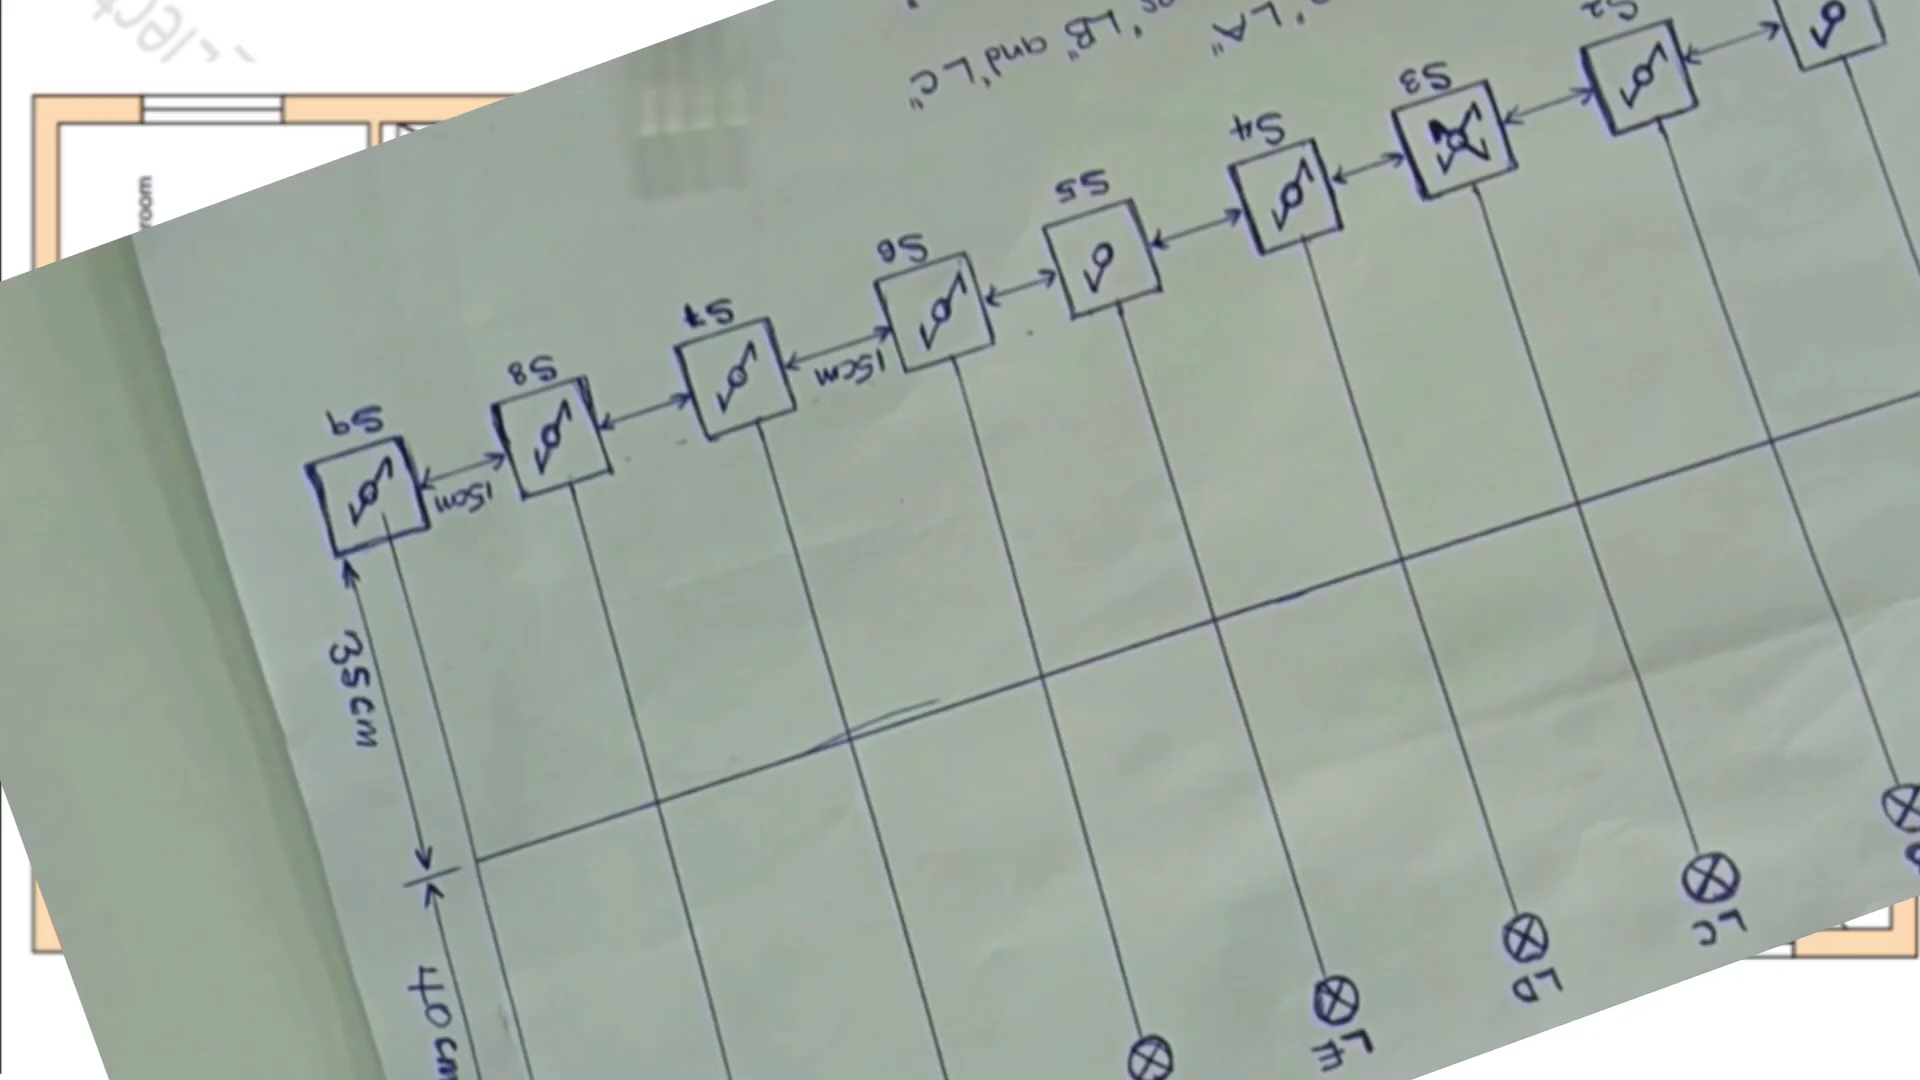 "LA"
"LB" and "LC"
S2
S3
S4
S5
S6
S7
S8
S9
15cm
15cm
35cm
40cm
LC
LD
LE
room